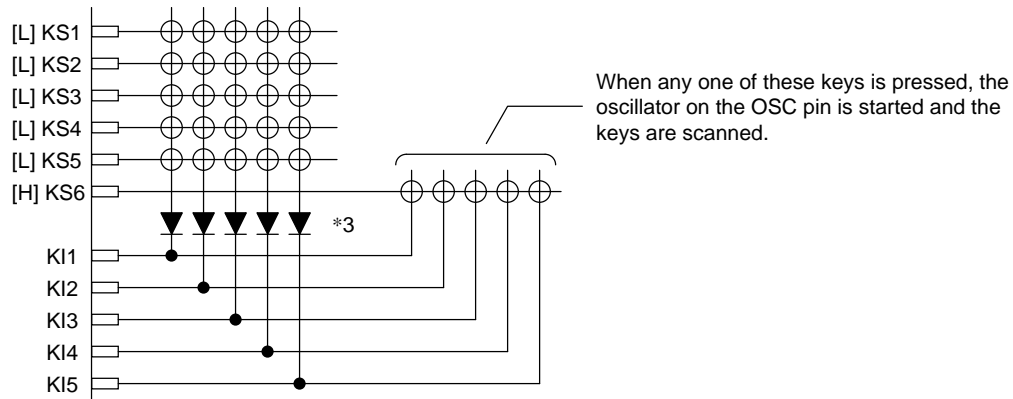 [L] KS1
[L] KS2
[L] KS3
[L] KS4
[L] KS5
[H] KS6
When any one of these keys is pressed, the
oscillator on the OSC pin is started and the
keys are scanned.
*3
KI1
KI2
KI3
KI4
KI5